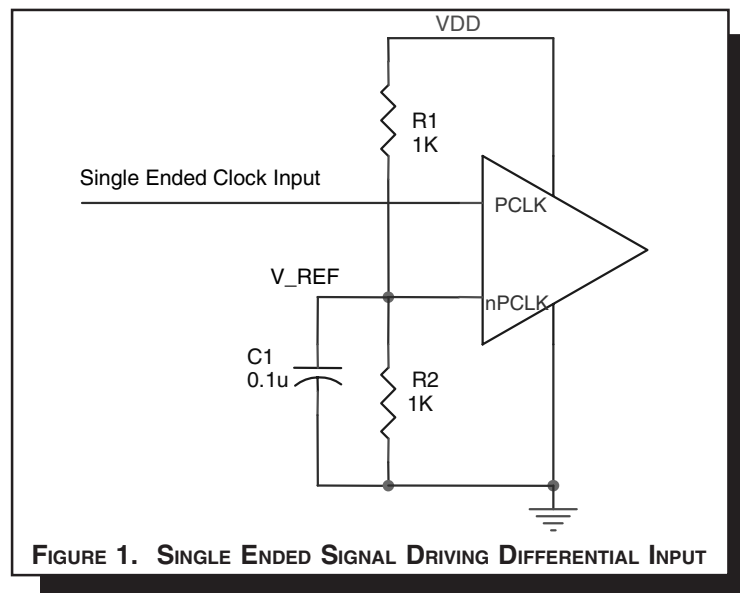 VDD
R1
1K
Single Ended Clock Input
PCLK
V_REF
nPCLK
C1
0.1u
R2
1K
FIGURE 1. SINGLE ENDED SIGNAL DRIVING DIFFERENTIAL INPUT